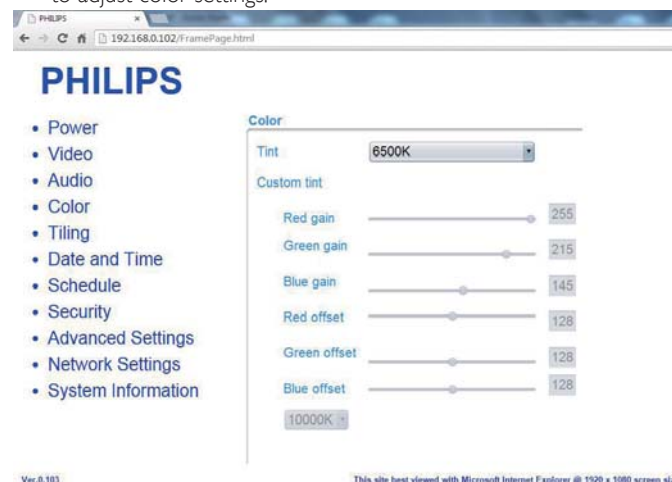 to adjust color settings.
PHILIPS
192.168.0.102/FramePage.html
PHILIPS
• Power
• Video
• Audio
• Color
• Tiling
• Date and Time
• Schedule
• Security
• Advanced Settings
• Network Settings
• System Information
Color
Tint 6500K
Custom tint
Red gain 255
Green gain 215
Blue gain 145
Red offset 128
Green offset 128
Blue offset 128
10000K
Ver.0.103
This site best viewed with Microsoft Internet Explorer @ 1920 x 1080 screen